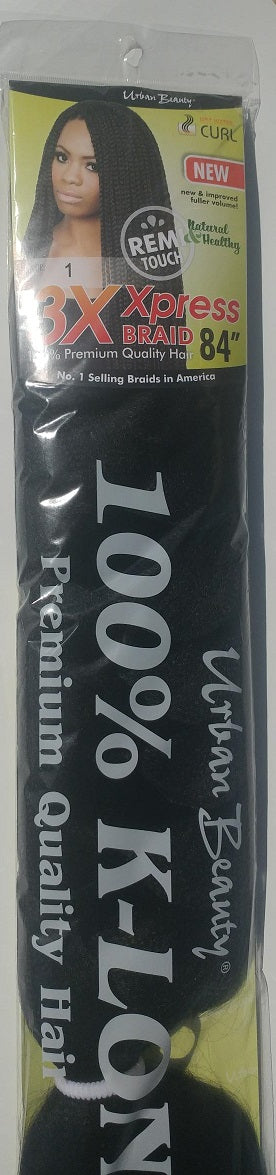 Urban Beauty
CURL
NEW
new & improved
fuller volume!
Natural
& Healthy
REMI
TOUCH
1
3X Xpress
BRAID 84"
% Premium Quality Hair
No. 1 Selling Braids in America
Urban Beauty®
100% K-LON
Premium Quality Hair